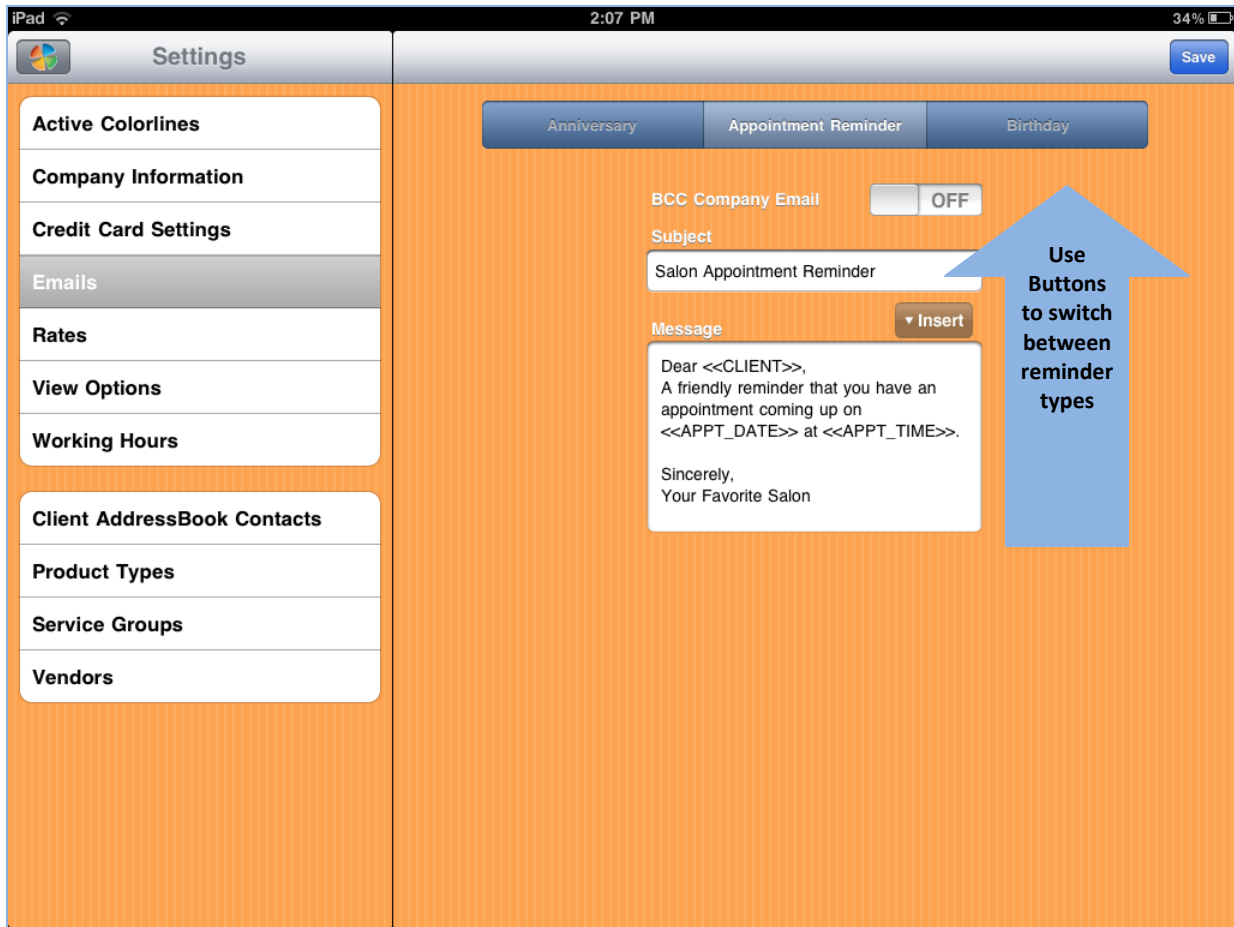 iPad 2:07 PM 34%
Settings
Save
Active Colorlines
Company Information
Credit Card Settings
Emails
Rates
View Options
Working Hours
Client AddressBook Contacts
Product Types
Service Groups
Vendors
Anniversary Appointment Reminder Birthday
BCC Company Email OFF
Subject
Salon Appointment Reminder
Message
Insert
Dear <<CLIENT>>,
A friendly reminder that you have an
appointment coming up on
<<APPT_DATE>> at <<APPT_TIME>>.
Sincerely,
Your Favorite Salon
Use
Buttons
to switch
between
reminder
types